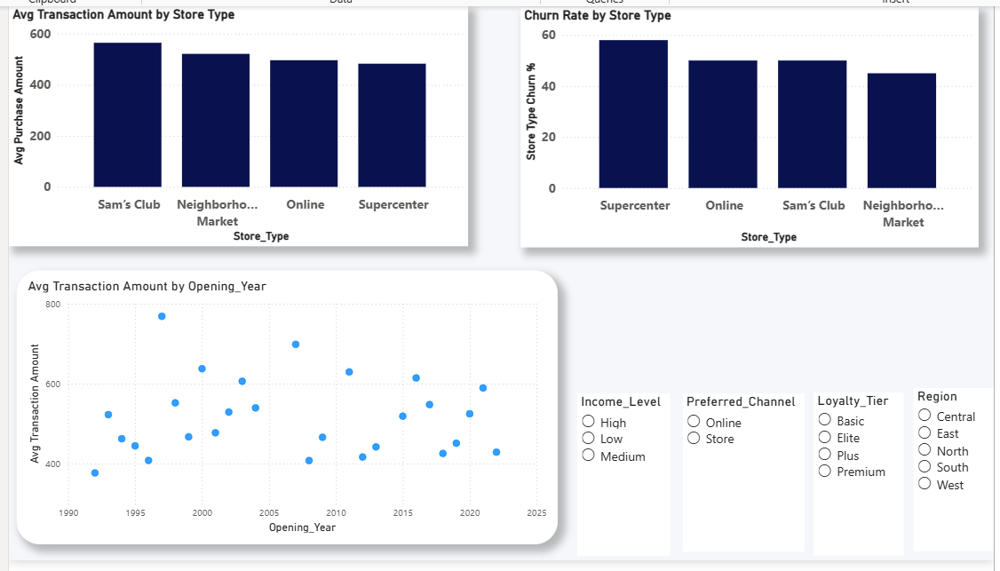 Clipboard
Data
Queries
Insert
Avg Transaction Amount by Store Type
600
400
200
0
Avg Purchase Amount
Sam's Club
Neighborho...
Market
Online
Supercenter
Store_Type
Churn Rate by Store Type
60
40
20
0
Store Type Churn %
Supercenter
Online
Sam's Club
Neighborho...
Market
Store_Type
Avg Transaction Amount by Opening_Year
800
600
400
Avg Transaction Amount
1990
1995
2000
2005
2010
2015
2020
2025
Opening_Year
Income_Level
High
Low
Medium
Preferred_Channel
Online
Store
Loyalty_Tier
Basic
Elite
Plus
Premium
Region
Central
East
North
South
West